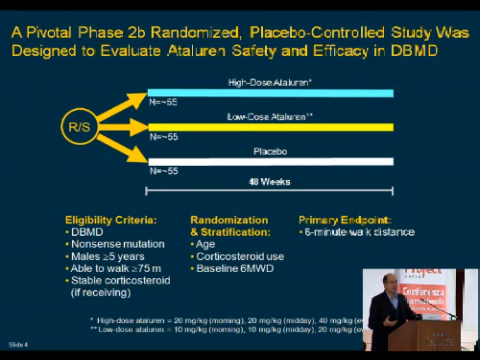 A Pivotal Phase 2b Randomized, Placebo-Controlled Study Was
Designed to Evaluate Ataluren Safety and Efficacy in DBMD
High-Dose Ataluren*
N=~55
R/S
Low-Dose Ataluren**
N=~55
Placebo
N=~55
48 Weeks
Eligibility Criteria:
• DBMD
• Nonsense mutation
• Males ≥5 years
• Able to walk ≥75 m
• Stable corticosteroid
(if receiving)
Randomization
& Stratification:
• Age
• Corticosteroid use
• Baseline 6MWD
Primary Endpoint:
• 6-minute walk distance
Project
Conferenza
* High-dose ataluren = 20 mg/kg (morning), 20 mg/kg (midday), 40 mg/kg
** Low-dose ataluren = 10 mg/kg (morning), 10 mg/kg (midday), 20 mg/kg
Slide 4